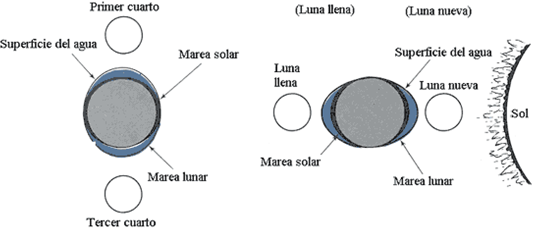 Primer cuarto
Superficie del agua
Marea solar
Marea lunar
Tercer cuarto
(Luna llena)
(Luna nueva)
Superficie del agua
Luna
llena
Luna nueva
Sol
Marea solar
Marea lunar